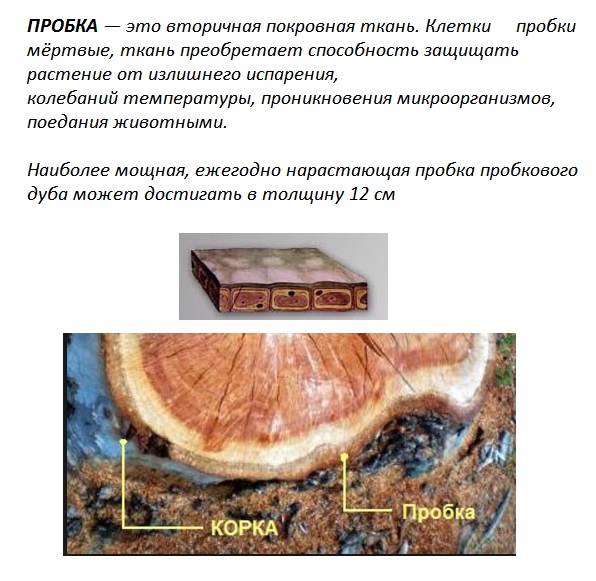 ПРОБКА — это вторичная покровная ткань. Клетки пробки
мёртвые, ткань преобретает способность защищать
растение от излишнего испарения,
колебаний температуры, проникновения микроорганизмов,
поедания животными.
Наиболее мощная, ежегодно нарастающая пробка пробкового
дуба может достигать в толщину 12 см
Пробка
КОРКА